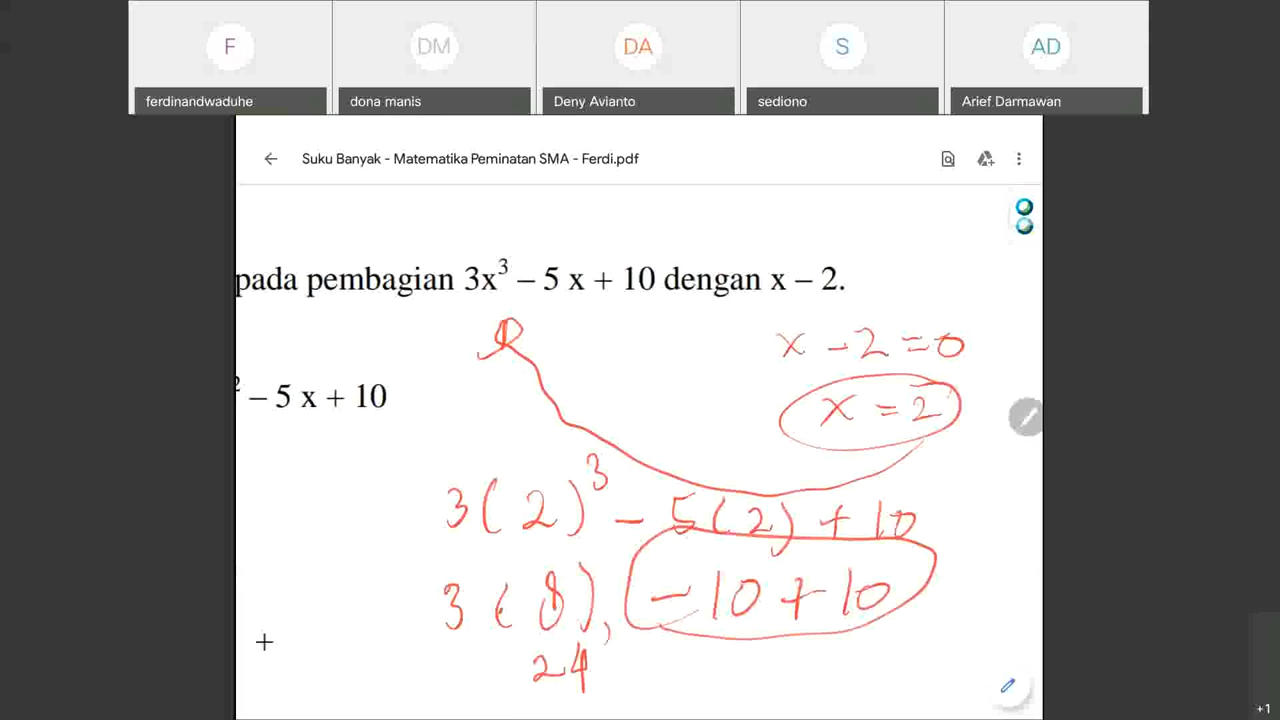 F DM DA S AD
ferdinandwaduhe dona manis Deny Avianto sediono Arief Darmawan
Suku Banyak - Matematika Peminatan SMA - Ferdi.pdf
pada pembagian 3x³ – 5 x + 10 dengan x – 2.
x - 2 = 0
² – 5 x + 10
x = 2
3(2)³ - 5(2) + 10
3(8), -10 + 10
+
24
+1